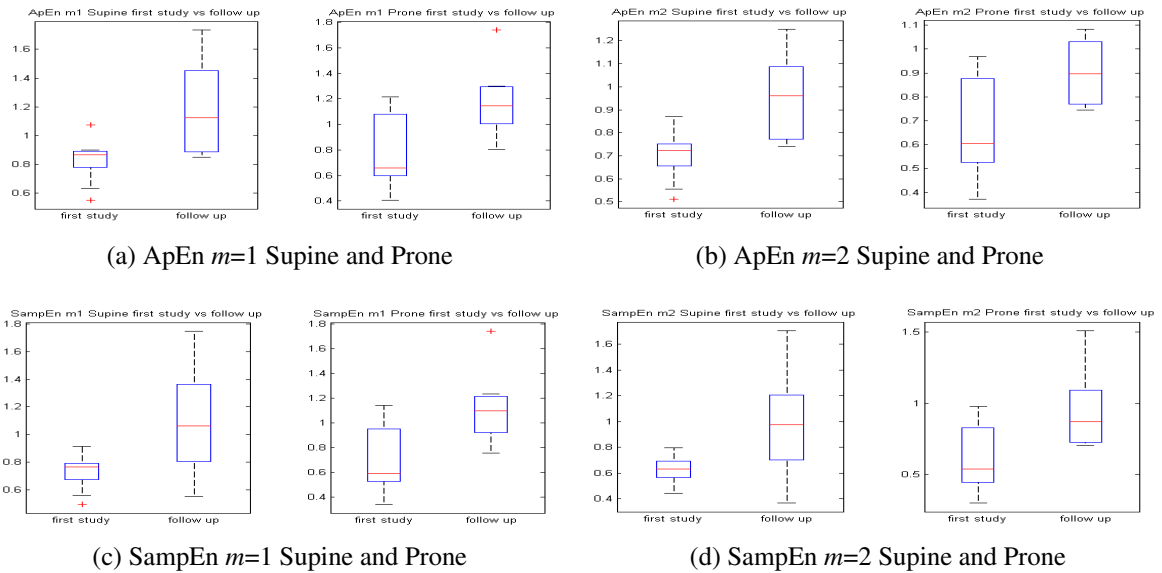 ApEn m1 Supine first study vs follow up
1.6
1.4
1.2
1
0.8
0.6
first study follow up
ApEn m1 Prone first study vs follow up
1.8
1.6
1.4
1.2
1
0.8
0.6
0.4
first study follow up
(a) ApEn m=1 Supine and Prone
ApEn m2 Supine first study vs follow up
1.2
1.1
1
0.9
0.8
0.7
0.6
0.5
first study follow up
ApEn m2 Prone first study vs follow up
1.1
1
0.9
0.8
0.7
0.6
0.5
0.4
first study follow up
(b) ApEn m=2 Supine and Prone
SampEn m1 Supine first study vs follow up
1.8
1.6
1.4
1.2
1
0.8
0.6
first study follow up
SampEn m1 Prone first study vs follow up
1.8
1.6
1.4
1.2
1
0.8
0.6
0.4
first study follow up
(c) SampEn m=1 Supine and Prone
SampEn m2 Supine first study vs follow up
1.6
1.4
1.2
1
0.8
0.6
0.4
first study follow up
SampEn m2 Prone first study vs follow up
1.5
1
0.5
first study follow up
(d) SampEn m=2 Supine and Prone